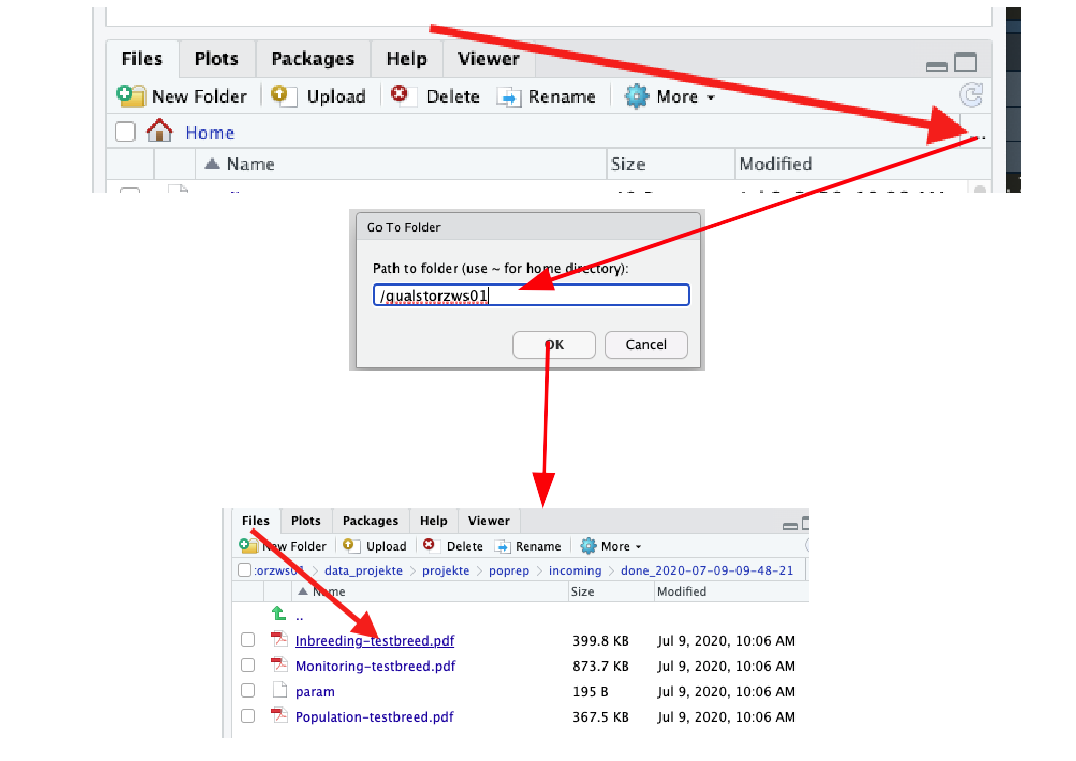 Files Plots Packages Help Viewer
New Folder Upload Delete Rename More
Home ...
Name Size Modified
Go To Folder
Path to folder (use ~ for home directory):
/qualstorzws01
OK Cancel
Files Plots Packages Help Viewer
New Folder Upload Delete Rename More
:orzws01 > data_projekte > projekte > poprep > incoming > done_2020-07-09-09-48-21
Name Size Modified
..
Inbreeding-testbreed.pdf 399.8 KB Jul 9, 2020, 10:06 AM
Monitoring-testbreed.pdf 873.7 KB Jul 9, 2020, 10:06 AM
param 195 B Jul 9, 2020, 10:06 AM
Population-testbreed.pdf 367.5 KB Jul 9, 2020, 10:06 AM